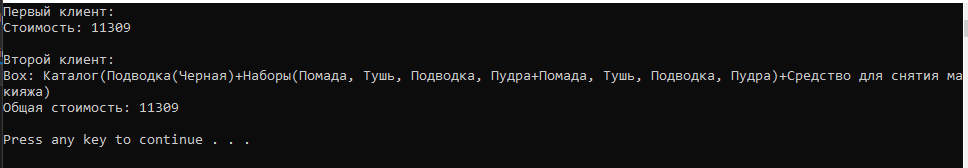 Первый клиент:
Стоимость: 11309
Второй клиент:
Box: Каталог(Подводка(Черная)+Наборы(Помада, Тушь, Подводка, Пудра+Помада, Тушь, Подводка, Пудра)+Средство для снятия ма
кияжа)
Общая стоимость: 11309
Press any key to continue . . .